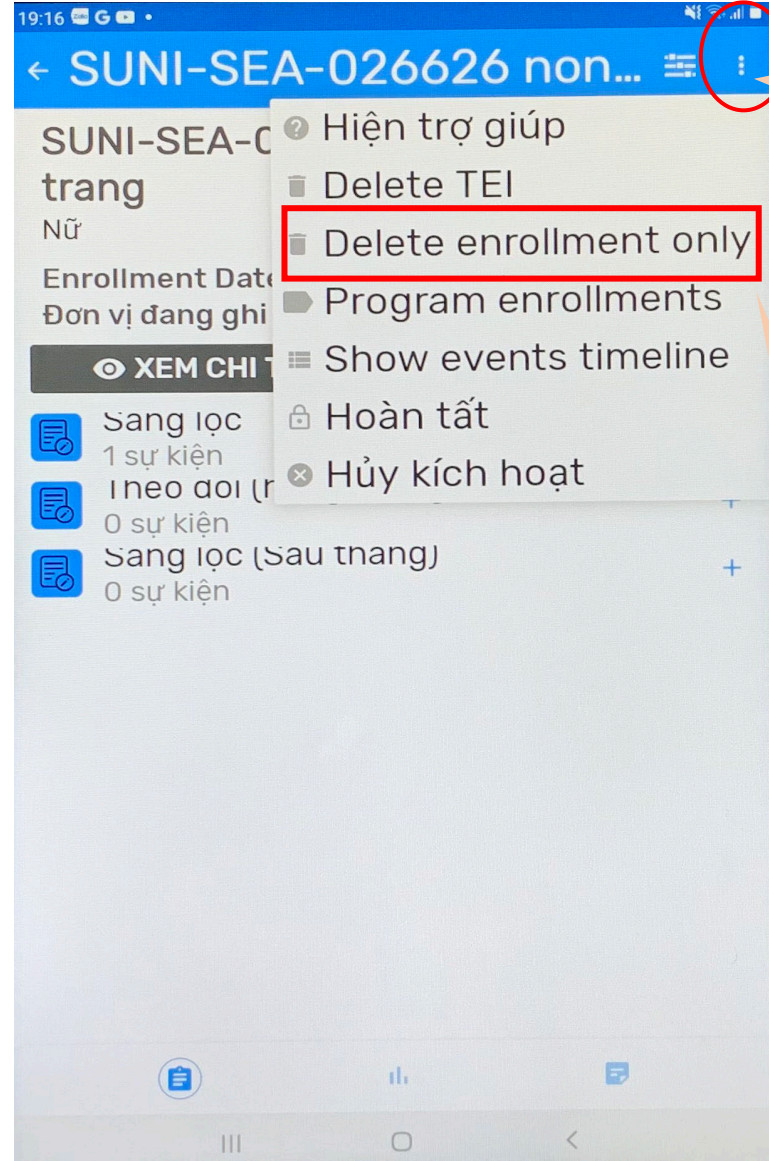 19:16
SUNI-SEA-026626 non...
SUNI-SEA-0
trang
Nữ
Enrollment Date
Đơn vị đang ghi
XEM CHI T
Hiện trợ giúp
Delete TEI
Delete enrollment only
Program enrollments
Show events timeline
Hoàn tất
Hủy kích hoạt
Sàng lọc
1 sự kiện
Theo dõi (h
0 sự kiện
Sàng lọc (Sáu tháng)
0 sự kiện